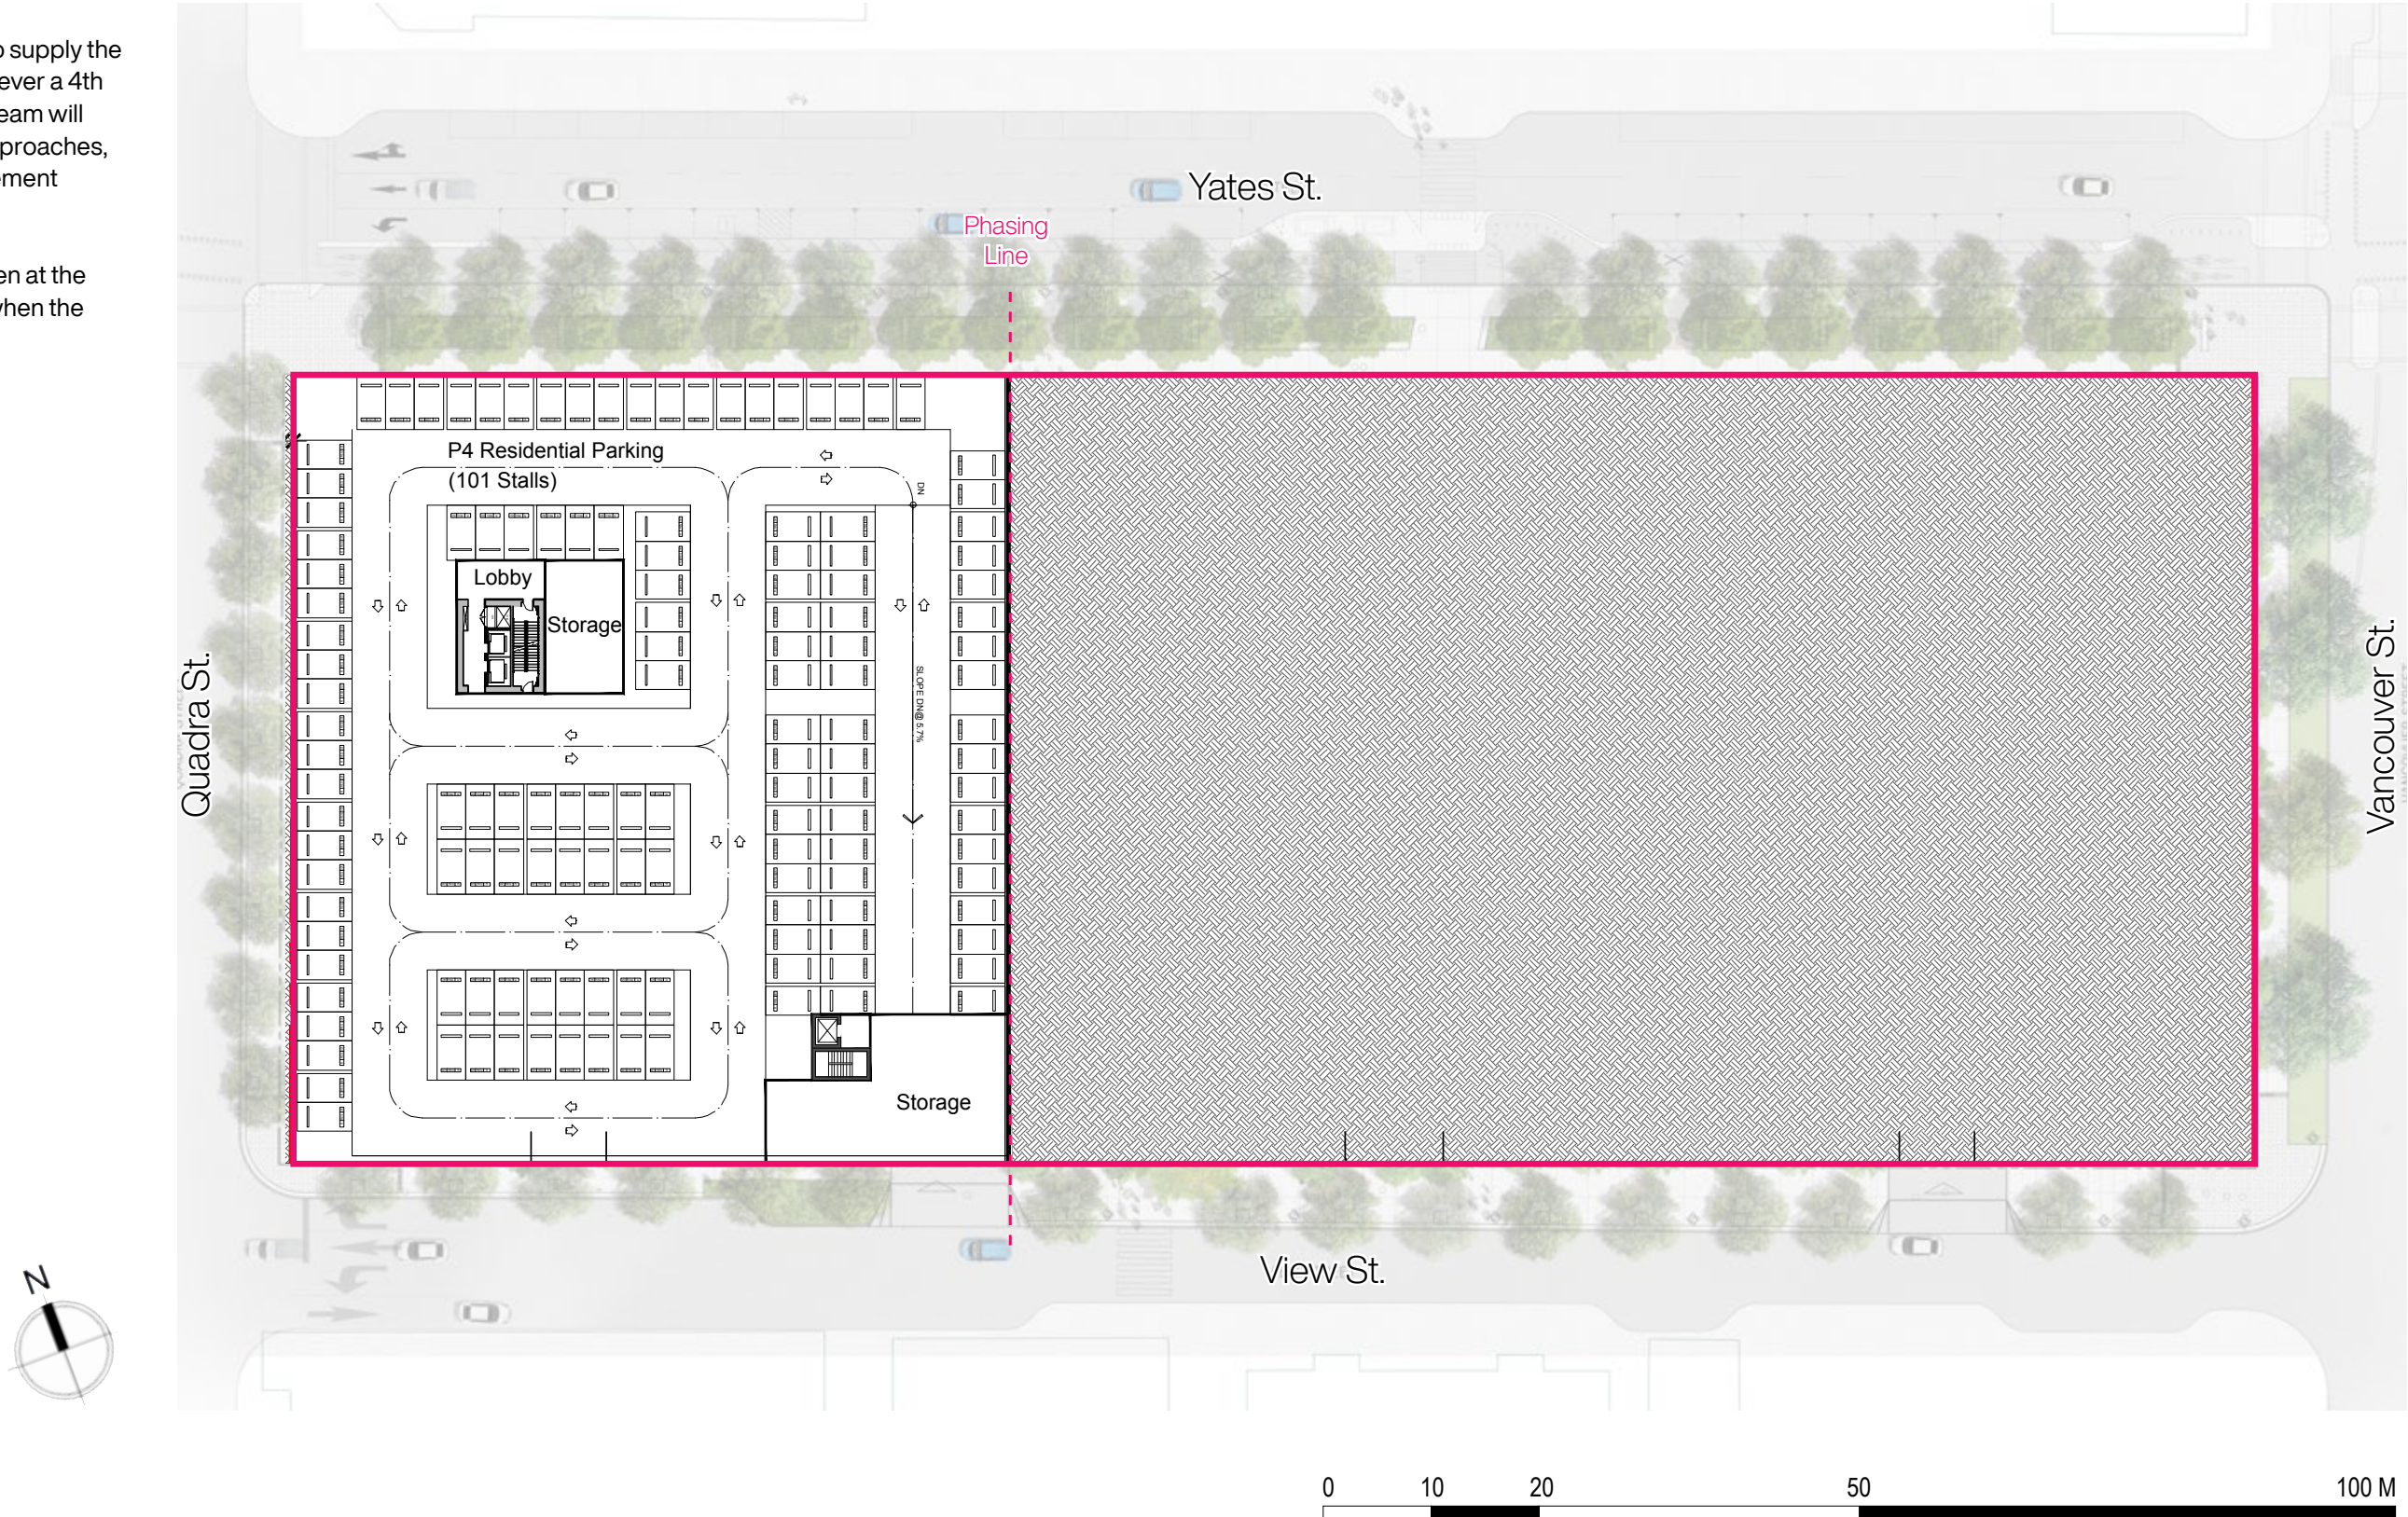 o supply the
ever a 4th
eam will
proaches,
ement
en at the
when the
Yates St.
Phasing
Line
P4 Residential Parking
(101 Stalls)
DN
Lobby
Storage
SLOPE DN@ 5.7%
Quadra St.
Vancouver St.
Storage
View St.
N
0 10 20 50 100 M